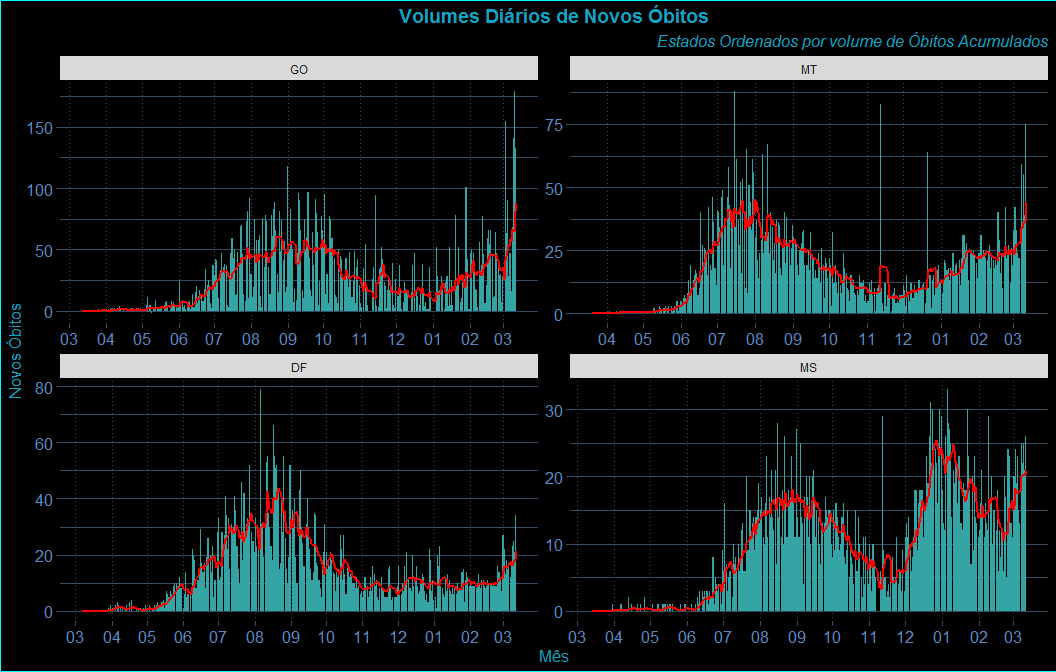 Volumes Diários de Novos Óbitos
Estados Ordenados por volume de Óbitos Acumulados
GO
MT
150
100
50
0
75
50
25
0
03 04 05 06 07 08 09 10 11 12 01 02 03
04 05 06 07 08 09 10 11 12 01 02 03
Novos Óbitos
DF
MS
80
60
40
20
0
30
20
10
0
03 04 05 06 07 08 09 10 11 12 01 02 03
03 04 05 06 07 08 09 10 11 12 01 02 03
Mês